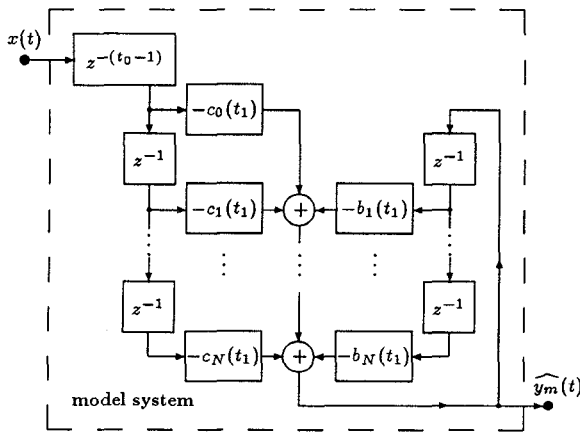 x(t)
z^{-(t_0-1)}
-c_0(t_1)
z^{-1}
z^{-1}
-c_1(t_1)
+
-b_1(t_1)
z^{-1}
z^{-1}
-c_N(t_1)
+
-b_N(t_1)
\widehat{y_m}(t)
model system